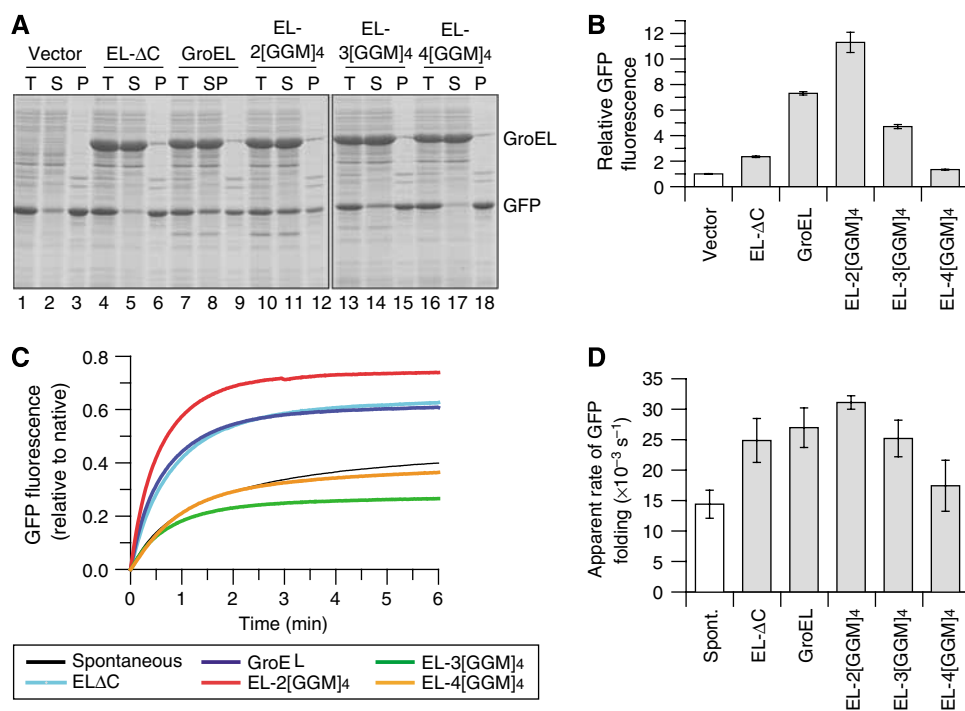 A
Vector EL-ΔC GroEL EL-2[GGM]4 EL-3[GGM]4 EL-4[GGM]4
T S P T S P T SP T S P T S P T S P
GroEL
GFP
1 2 3 4 5 6 7 8 9 10 11 12 13 14 15 16 17 18
B
Relative GFP
fluorescence
12
10
8
6
4
2
0
Vector
EL-ΔC
GroEL
EL-2[GGM]4
EL-3[GGM]4
EL-4[GGM]4
C
GFP fluorescence
(relative to native)
0.8
0.6
0.4
0.2
0.0
0 1 2 3 4 5 6
Time (min)
Spontaneous GroE L EL-3[GGM]4
ELΔC EL-2[GGM]4 EL-4[GGM]4
D
Apparent rate of GFP
folding (×10⁻³ s⁻¹)
35
30
25
20
15
10
5
0
Spont.
EL-ΔC
GroEL
EL-2[GGM]4
EL-3[GGM]4
EL-4[GGM]4